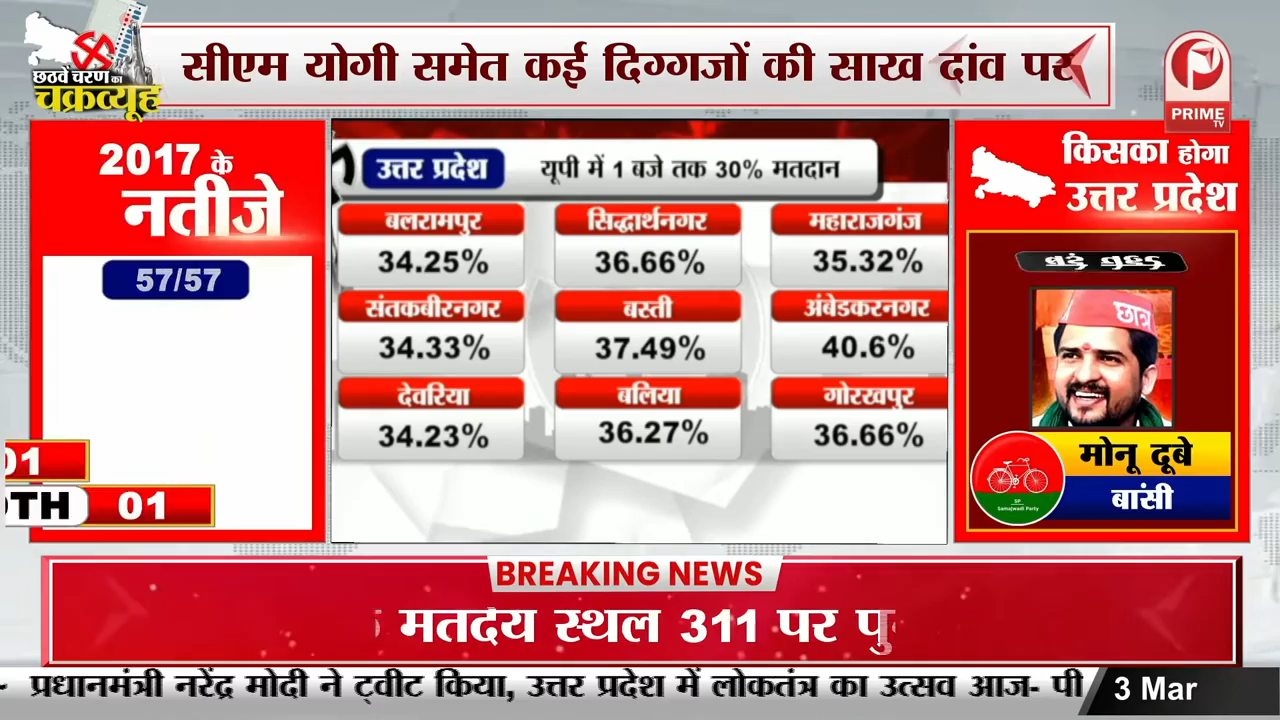 छठवें चरण का
चक्रव्यूह
सीएम योगी समेत कई दिग्गजों की साख दांव पर
PRIME
TV
2017 के
नतीजे
57/57
01
OTH 01
उत्तर प्रदेश यूपी में 1 बजे तक 30% मतदान
बलरामपुर सिद्धार्थनगर महाराजगंज
34.25% 36.66% 35.32%
संतकबीरनगर बस्ती अंबेडकरनगर
34.33% 37.49% 40.6%
देवरिया बलिया गोरखपुर
34.23% 36.27% 36.66%
किसका होगा
उत्तर प्रदेश
छात्र
SP
Samajwadi Party
मोनू दूबे
बांसी
BREAKING NEWS
मतदेय स्थल 311 पर पु
प्रधानमंत्री नरेंद्र मोदी ने ट्वीट किया, उत्तर प्रदेश में लोकतंत्र का उत्सव आज- पी
3 Mar